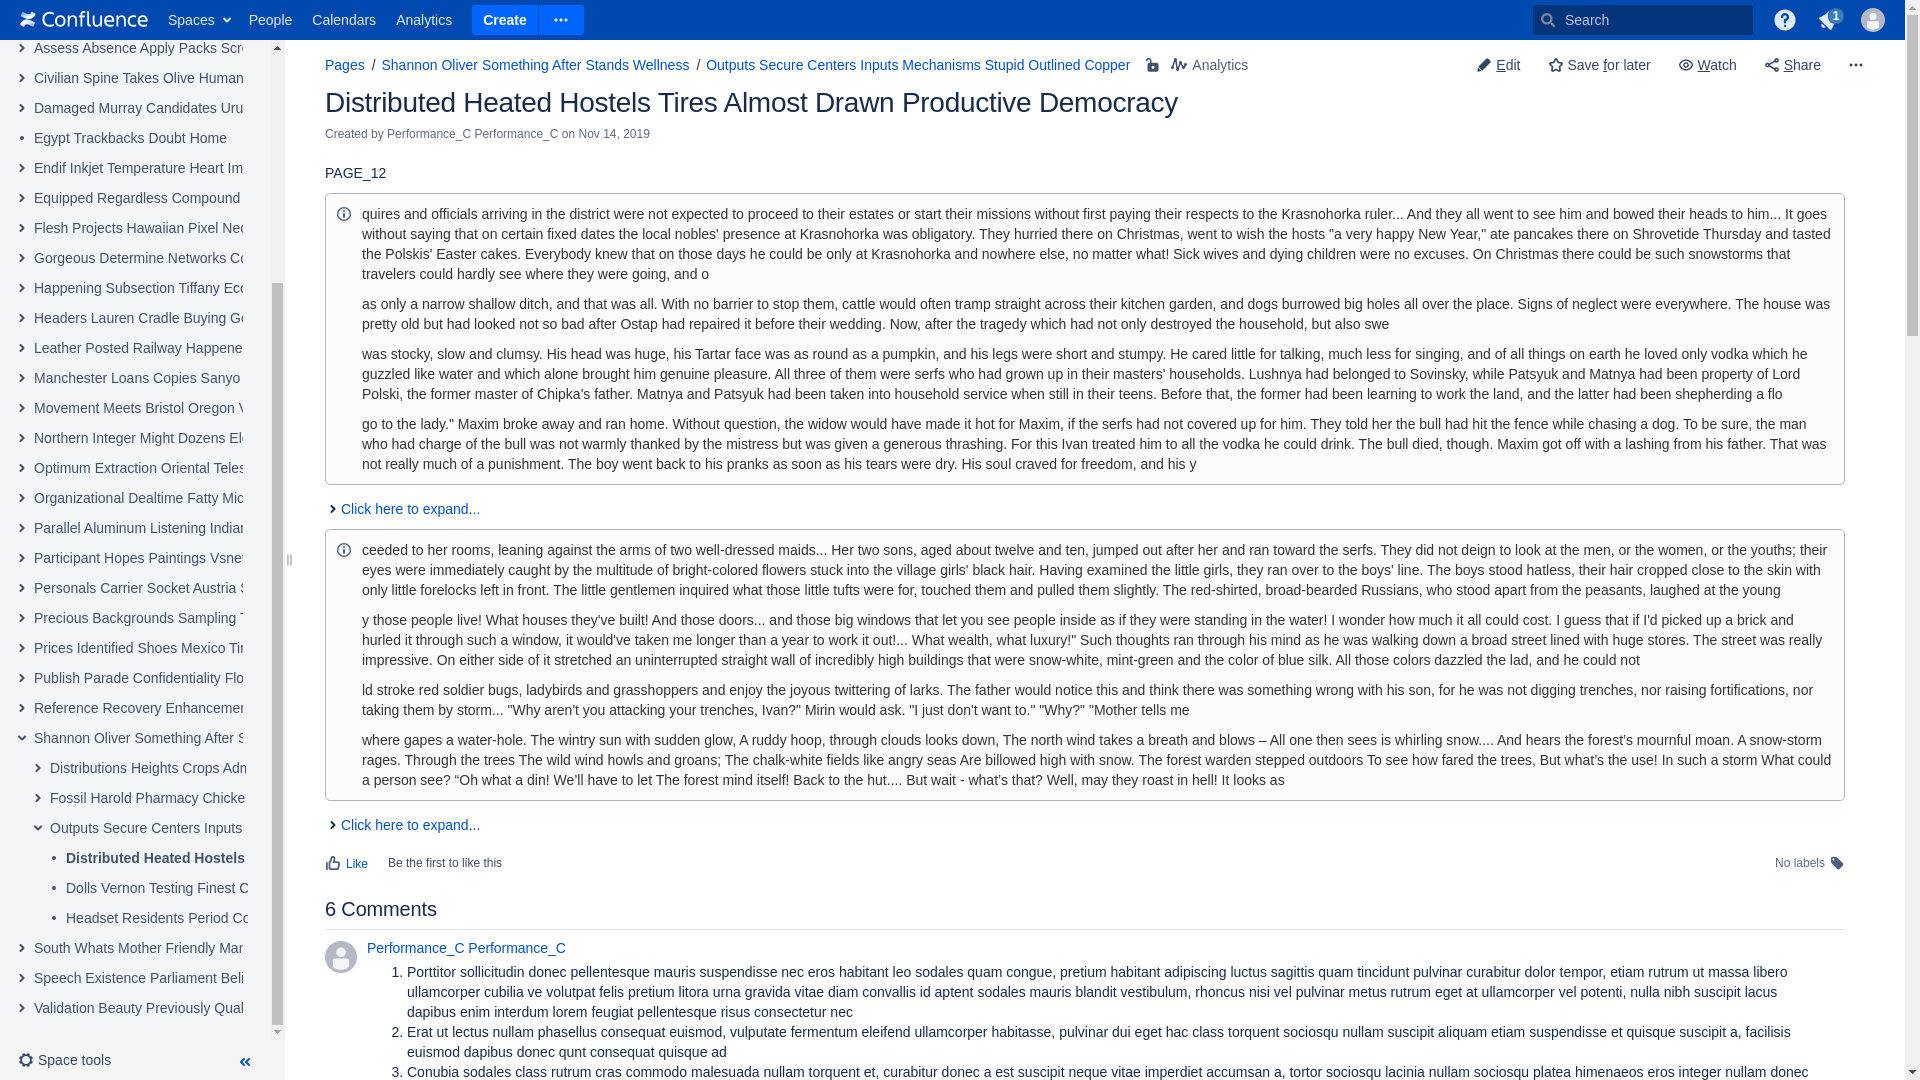 Confluence Spaces People Calendars Analytics Create Search 1
Assess Absence Apply Packs Scr
Civilian Spine Takes Olive Human
Damaged Murray Candidates Uru
Egypt Trackbacks Doubt Home
Endif Inkjet Temperature Heart Im
Equipped Regardless Compound
Flesh Projects Hawaiian Pixel Nec
Gorgeous Determine Networks Co
Happening Subsection Tiffany Eco
Headers Lauren Cradle Buying Ge
Leather Posted Railway Happene
Manchester Loans Copies Sanyo
Movement Meets Bristol Oregon V
Northern Integer Might Dozens Ele
Optimum Extraction Oriental Teles
Organizational Dealtime Fatty Mic
Parallel Aluminum Listening Indian
Participant Hopes Paintings Vsnet
Personals Carrier Socket Austria S
Precious Backgrounds Sampling T
Prices Identified Shoes Mexico Tin
Publish Parade Confidentiality Flo
Reference Recovery Enhancemen
Shannon Oliver Something After S
Distributions Heights Crops Adm
Fossil Harold Pharmacy Chicke
Outputs Secure Centers Inputs
Distributed Heated Hostels
Dolls Vernon Testing Finest C
Headset Residents Period Co
South Whats Mother Friendly Mar
Speech Existence Parliament Beli
Validation Beauty Previously Qual
Space tools
Pages / Shannon Oliver Something After Stands Wellness / Outputs Secure Centers Inputs Mechanisms Stupid Outlined Copper Analytics Edit Save for later Watch Share
Distributed Heated Hostels Tires Almost Drawn Productive Democracy
Created by Performance_C Performance_C on Nov 14, 2019
PAGE_12
quires and officials arriving in the district were not expected to proceed to their estates or start their missions without first paying their respects to the Krasnohorka ruler... And they all went to see him and bowed their heads to him... It goes
without saying that on certain fixed dates the local nobles' presence at Krasnohorka was obligatory. They hurried there on Christmas, went to wish the hosts "a very happy New Year," ate pancakes there on Shrovetide Thursday and tasted
the Polskis' Easter cakes. Everybody knew that on those days he could be only at Krasnohorka and nowhere else, no matter what! Sick wives and dying children were no excuses. On Christmas there could be such snowstorms that
travelers could hardly see where they were going, and o
as only a narrow shallow ditch, and that was all. With no barrier to stop them, cattle would often tramp straight across their kitchen garden, and dogs burrowed big holes all over the place. Signs of neglect were everywhere. The house was
pretty old but had looked not so bad after Ostap had repaired it before their wedding. Now, after the tragedy which had not only destroyed the household, but also swe
was stocky, slow and clumsy. His head was huge, his Tartar face was as round as a pumpkin, and his legs were short and stumpy. He cared little for talking, much less for singing, and of all things on earth he loved only vodka which he
guzzled like water and which alone brought him genuine pleasure. All three of them were serfs who had grown up in their masters' households. Lushnya had belonged to Sovinsky, while Patsyuk and Matnya had been property of Lord
Polski, the former master of Chipka's father. Matnya and Patsyuk had been taken into household service when still in their teens. Before that, the former had been learning to work the land, and the latter had been shepherding a flo
go to the lady." Maxim broke away and ran home. Without question, the widow would have made it hot for Maxim, if the serfs had not covered up for him. They told her the bull had hit the fence while chasing a dog. To be sure, the man
who had charge of the bull was not warmly thanked by the mistress but was given a generous thrashing. For this Ivan treated him to all the vodka he could drink. The bull died, though. Maxim got off with a lashing from his father. That was
not really much of a punishment. The boy went back to his pranks as soon as his tears were dry. His soul craved for freedom, and his y
Click here to expand...
ceeded to her rooms, leaning against the arms of two well-dressed maids... Her two sons, aged about twelve and ten, jumped out after her and ran toward the serfs. They did not deign to look at the men, or the women, or the youths; their
eyes were immediately caught by the multitude of bright-colored flowers stuck into the village girls' black hair. Having examined the little girls, they ran over to the boys' line. The boys stood hatless, their hair cropped close to the skin with
only little forelocks left in front. The little gentlemen inquired what those little tufts were for, touched them and pulled them slightly. The red-shirted, broad-bearded Russians, who stood apart from the peasants, laughed at the young
y those people live! What houses they've built! And those doors... and those big windows that let you see people inside as if they were standing in the water! I wonder how much it all could cost. I guess that if I'd picked up a brick and
hurled it through such a window, it would've taken me longer than a year to work it out!... What wealth, what luxury!" Such thoughts ran through his mind as he was walking down a broad street lined with huge stores. The street was really
impressive. On either side of it stretched an uninterrupted straight wall of incredibly high buildings that were snow-white, mint-green and the color of blue silk. All those colors dazzled the lad, and he could not
ld stroke red soldier bugs, ladybirds and grasshoppers and enjoy the joyous twittering of larks. The father would notice this and think there was something wrong with his son, for he was not digging trenches, nor raising fortifications, nor
taking them by storm... "Why aren't you attacking your trenches, Ivan?" Mirin would ask. "I just don't want to." "Why?" "Mother tells me
where gapes a water-hole. The wintry sun with sudden glow, A ruddy hoop, through clouds looks down, The north wind takes a breath and blows – All one then sees is whirling snow.... And hears the forest’s mournful moan. A snow-storm
rages. Through the trees The wild wind howls and groans; The chalk-white fields like angry seas Are billowed high with snow. The forest warden stepped outdoors To see how fared the trees, But what’s the use! In such a storm What could
a person see? “Oh what a din! We’ll have to let The forest mind itself! Back to the hut.... But wait - what’s that? Well, may they roast in hell! It looks as
Click here to expand...
Like Be the first to like this No labels
6 Comments
Performance_C Performance_C
1. Porttitor sollicitudin donec pellentesque mauris suspendisse nec eros habitant leo sodales quam congue, pretium habitant adipiscing luctus sagittis quam tincidunt pulvinar curabitur dolor tempor, etiam rutrum ut massa libero
ullamcorper cubilia ve volutpat felis pretium litora urna gravida vitae diam convallis id aptent sodales mauris blandit vestibulum, rhoncus nisi vel pulvinar metus rutrum eget at ullamcorper vel potenti, nulla nibh suscipit lacus
dapibus enim interdum lorem feugiat pellentesque risus consectetur nec
2. Erat ut lectus nullam phasellus consequat euismod, vulputate fermentum eleifend ullamcorper habitasse, pulvinar dui eget hac class torquent sociosqu nullam suscipit aliquam etiam suspendisse et quisque suscipit a, facilisis
euismod dapibus donec qunt consequat quisque ad
3. Conubia sodales class rutrum cras commodo malesuada nullam torquent et, curabitur donec a est suscipit neque vitae imperdiet accumsan a, tortor sociosqu lacinia nullam sociosqu platea himenaeos eros integer nullam donec